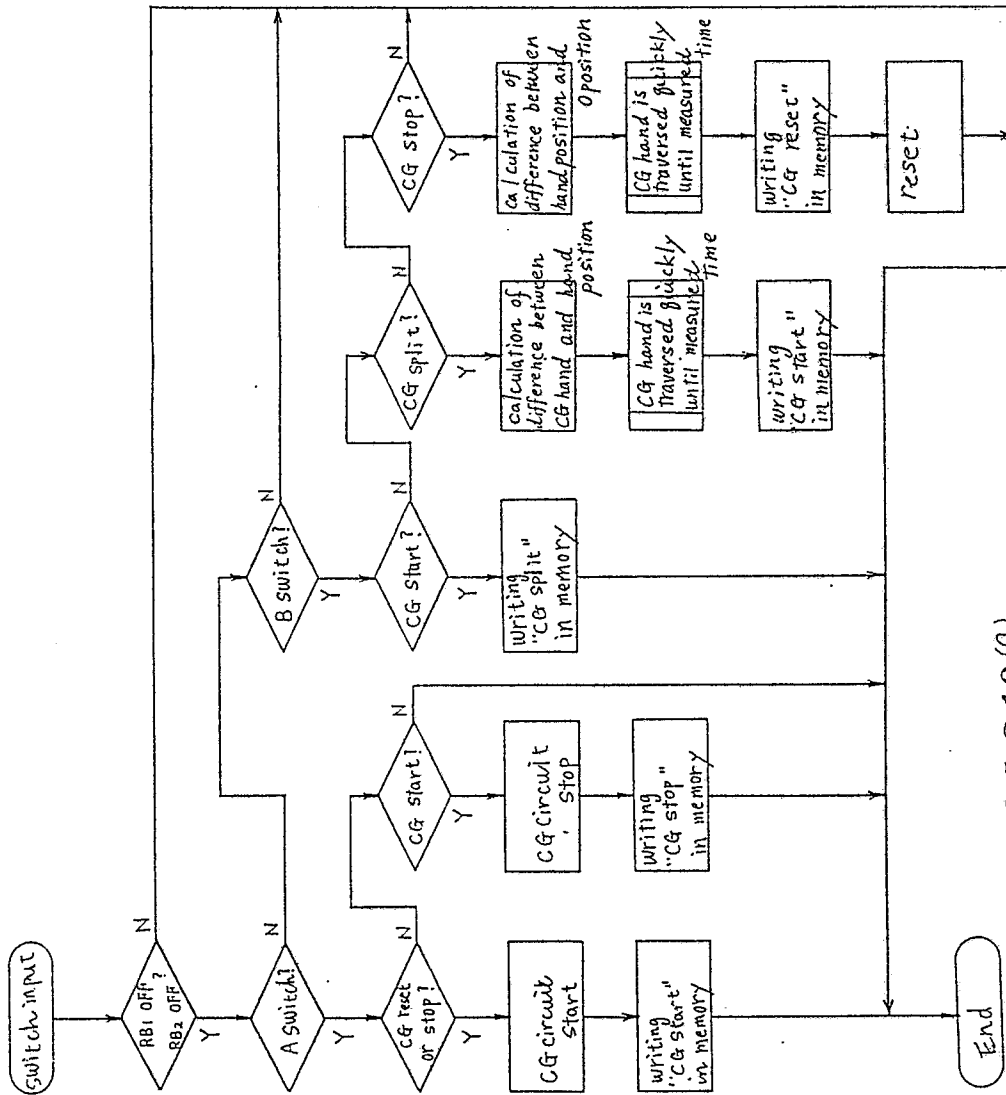 Switch input
RB1 OFF?
RB2 OFF?
N
Y
A switch?
N
Y
CG reset
or stop?
N
Y
CG circuit
start
writing
"CG start"
in memory
End
CG start?
N
Y
CG circuit
stop
writing
"CG stop"
in memory
B switch?
N
Y
CG start?
N
Y
writing
"CG split"
in memory
CG split?
N
Y
calculation of
difference between
CG hand and hand
position
CG hand is
traversed quickly
until measured
time
writing
"CG start"
in memory
CG stop?
N
Y
calculation of
difference between
hand position and
0position
CG hand is
traversed quickly
until measured
time
writing
"CG reset"
in memory
reset